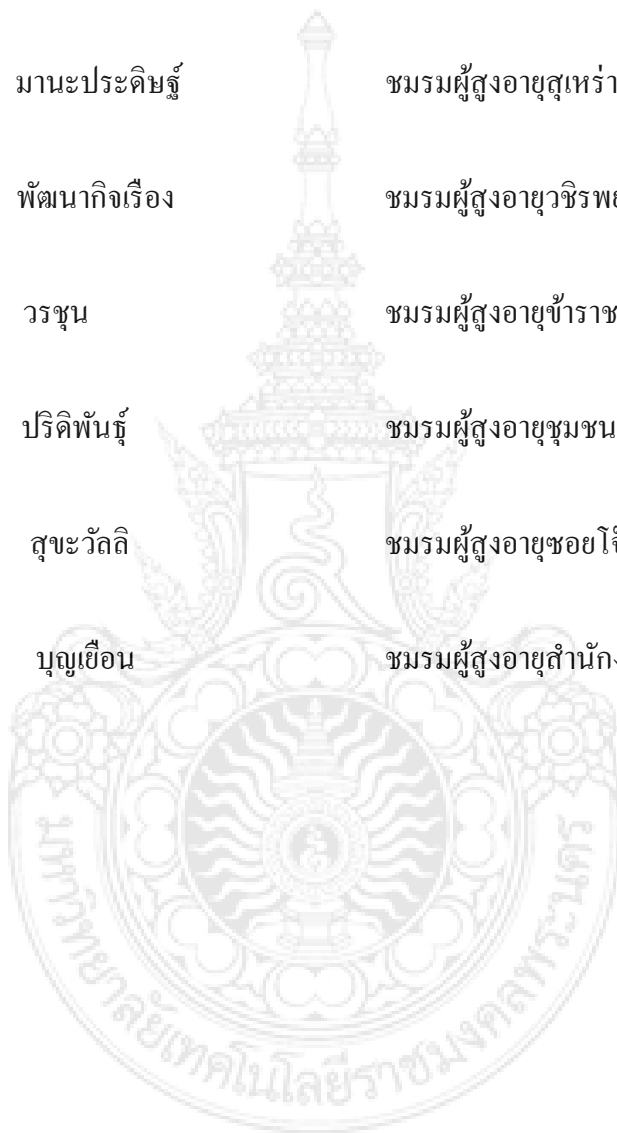 มานะประดิษฐ์ ชมรมผู้สูงอายุสุเหร่า
พัฒนากิจเรือง ชมรมผู้สูงอายุวชิรพย
วรชุน ชมรมผู้สูงอายุข้าราช
ปริดิพันธุ์ ชมรมผู้สูงอายุชุมชน
สุขะวัลลิ ชมรมผู้สูงอายุซอยโจ
บุญเยือน ชมรมผู้สูงอายุสำนักง
มหาวิทยาลัยเทคโนโลยีราชมงคลพระนคร